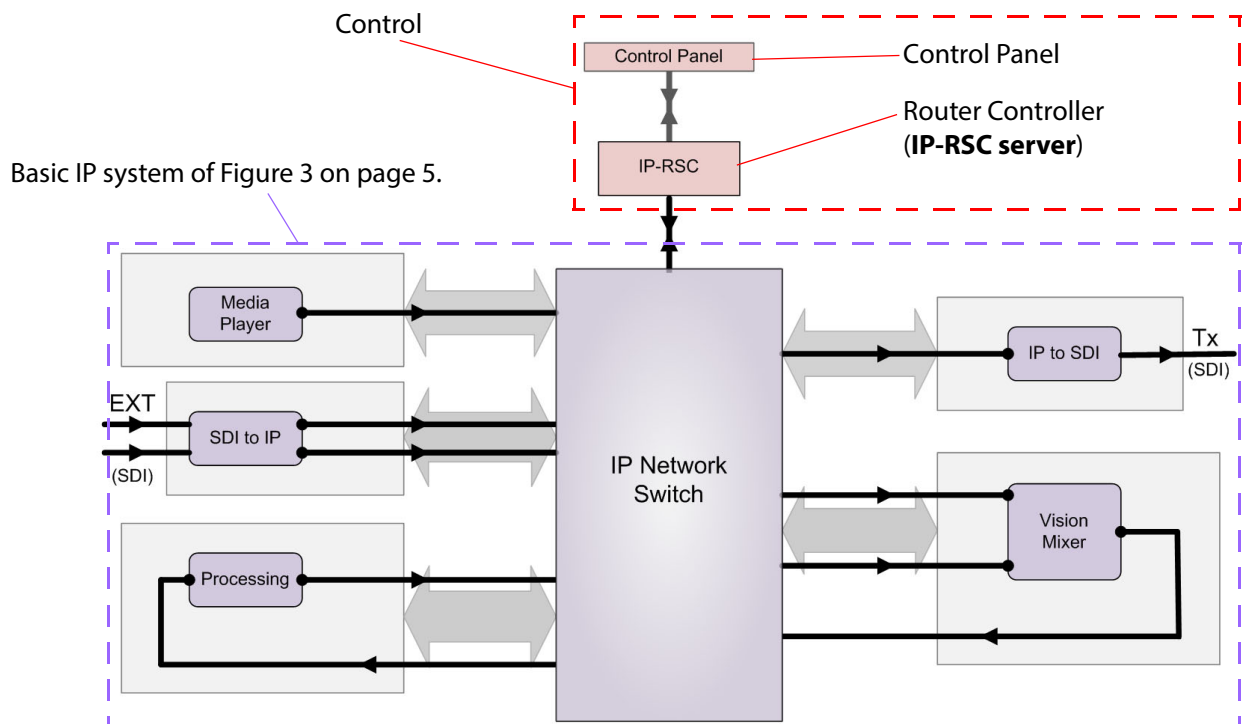 Control
Control Panel
Control Panel
Router Controller
(IP-RSC server)
IP-RSC
Basic IP system of Figure 3 on page 5.
Media
Player
IP to SDI
Tx
(SDI)
EXT
SDI to IP
(SDI)
IP Network
Switch
Vision
Mixer
Processing